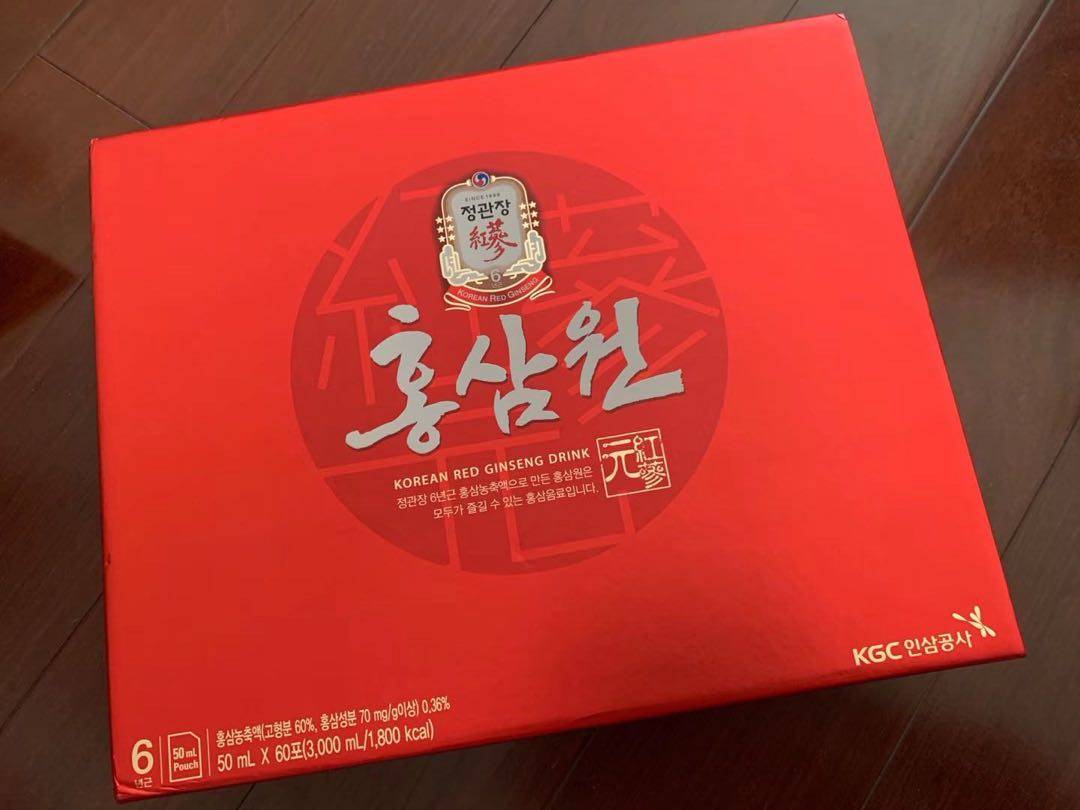 SINCE 1899
정관장
紅蔘
6
년근
KOREAN RED GINSENG
홍삼원
KOREAN RED GINSENG DRINK
정관장 6년근 홍삼농축액으로 만든 홍삼원은
모두가 즐길 수 있는 홍삼음료입니다.
元紅蔘
KGC 인삼공사
6
년근
50 mL
Pouch
홍삼농축액(고형분 60%, 홍삼성분 70 mg/g이상) 0.36%
50 mL X 60포(3,000 mL/1,800 kcal)